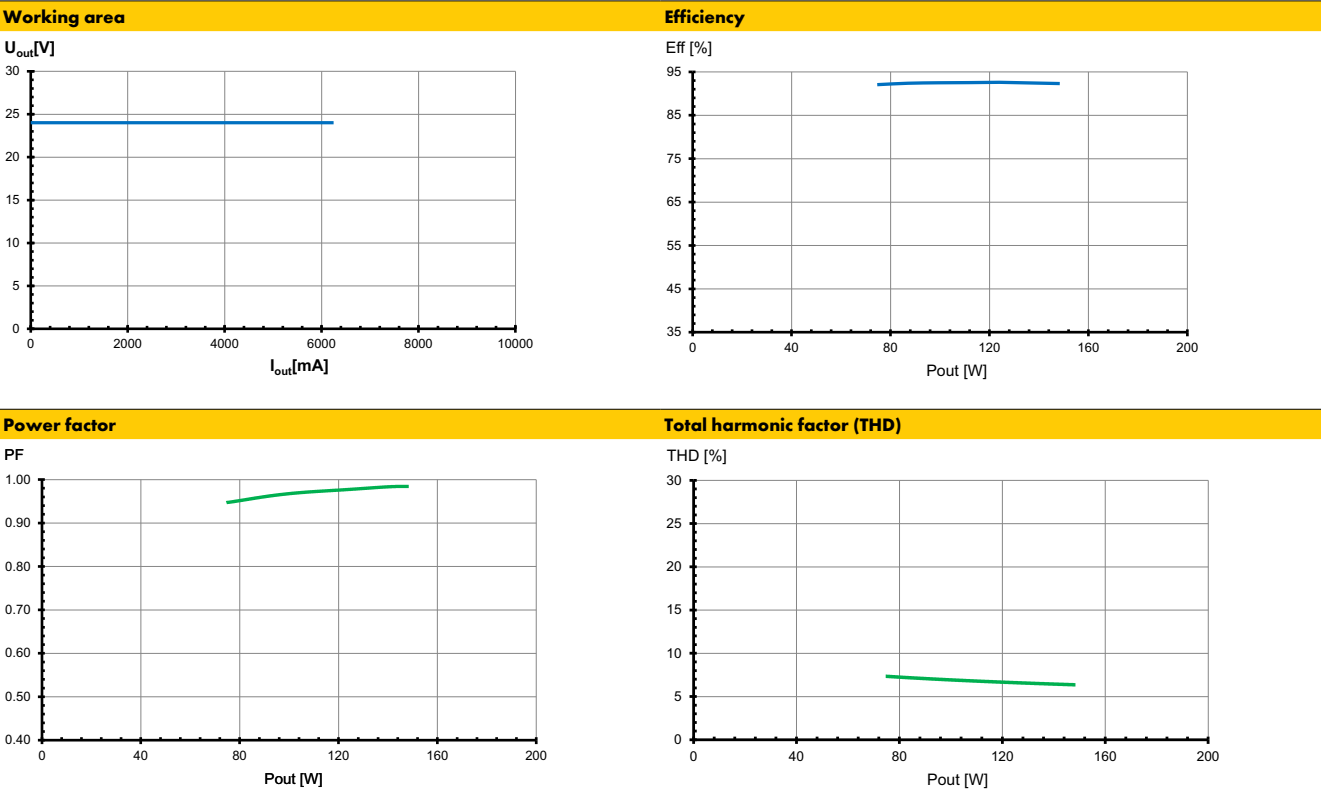 Working area
U_out[V]
30
25
20
15
10
5
0
0 2000 4000 6000 8000 10000
I_out[mA]
Efficiency
Eff [%]
95
85
75
65
55
45
35
0 40 80 120 160 200
Pout [W]
Power factor
PF
1.00
0.90
0.80
0.70
0.60
0.50
0.40
0 40 80 120 160 200
Pout [W]
Total harmonic factor (THD)
THD [%]
30
25
20
15
10
5
0
0 40 80 120 160 200
Pout [W]